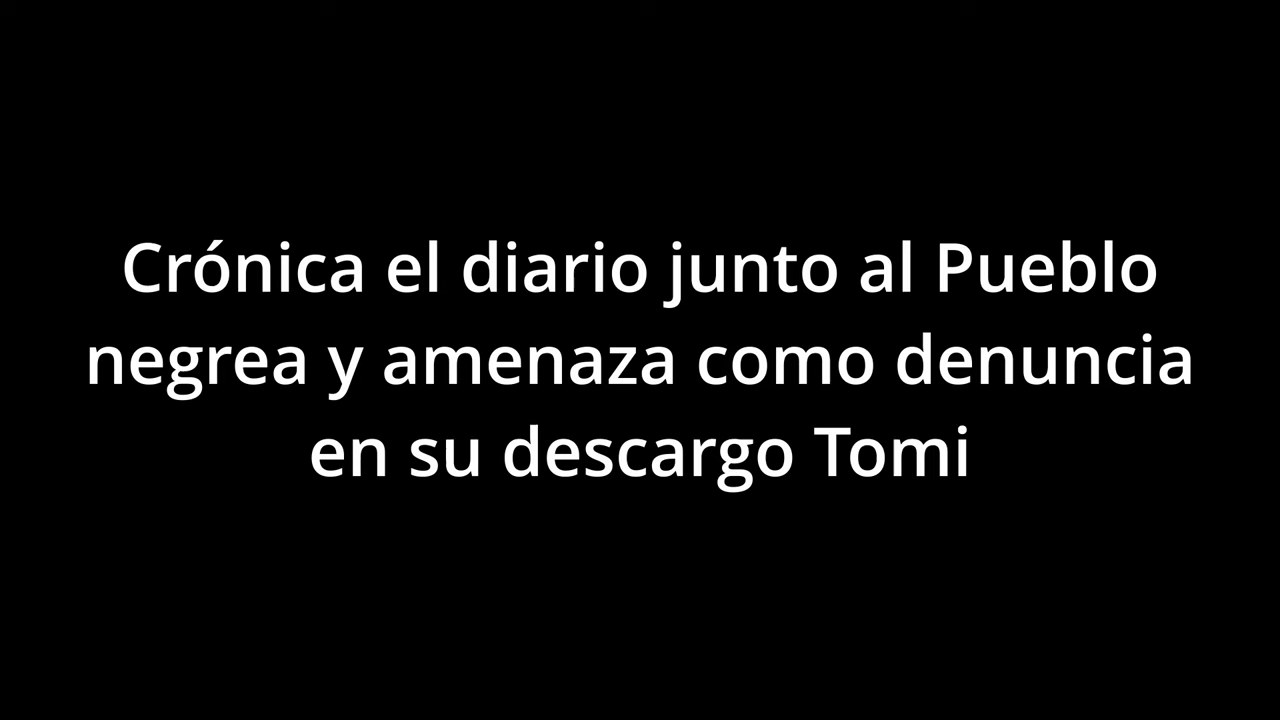 Crónica el diario junto al Pueblo
negrea y amenaza como denuncia
en su descargo Tomi